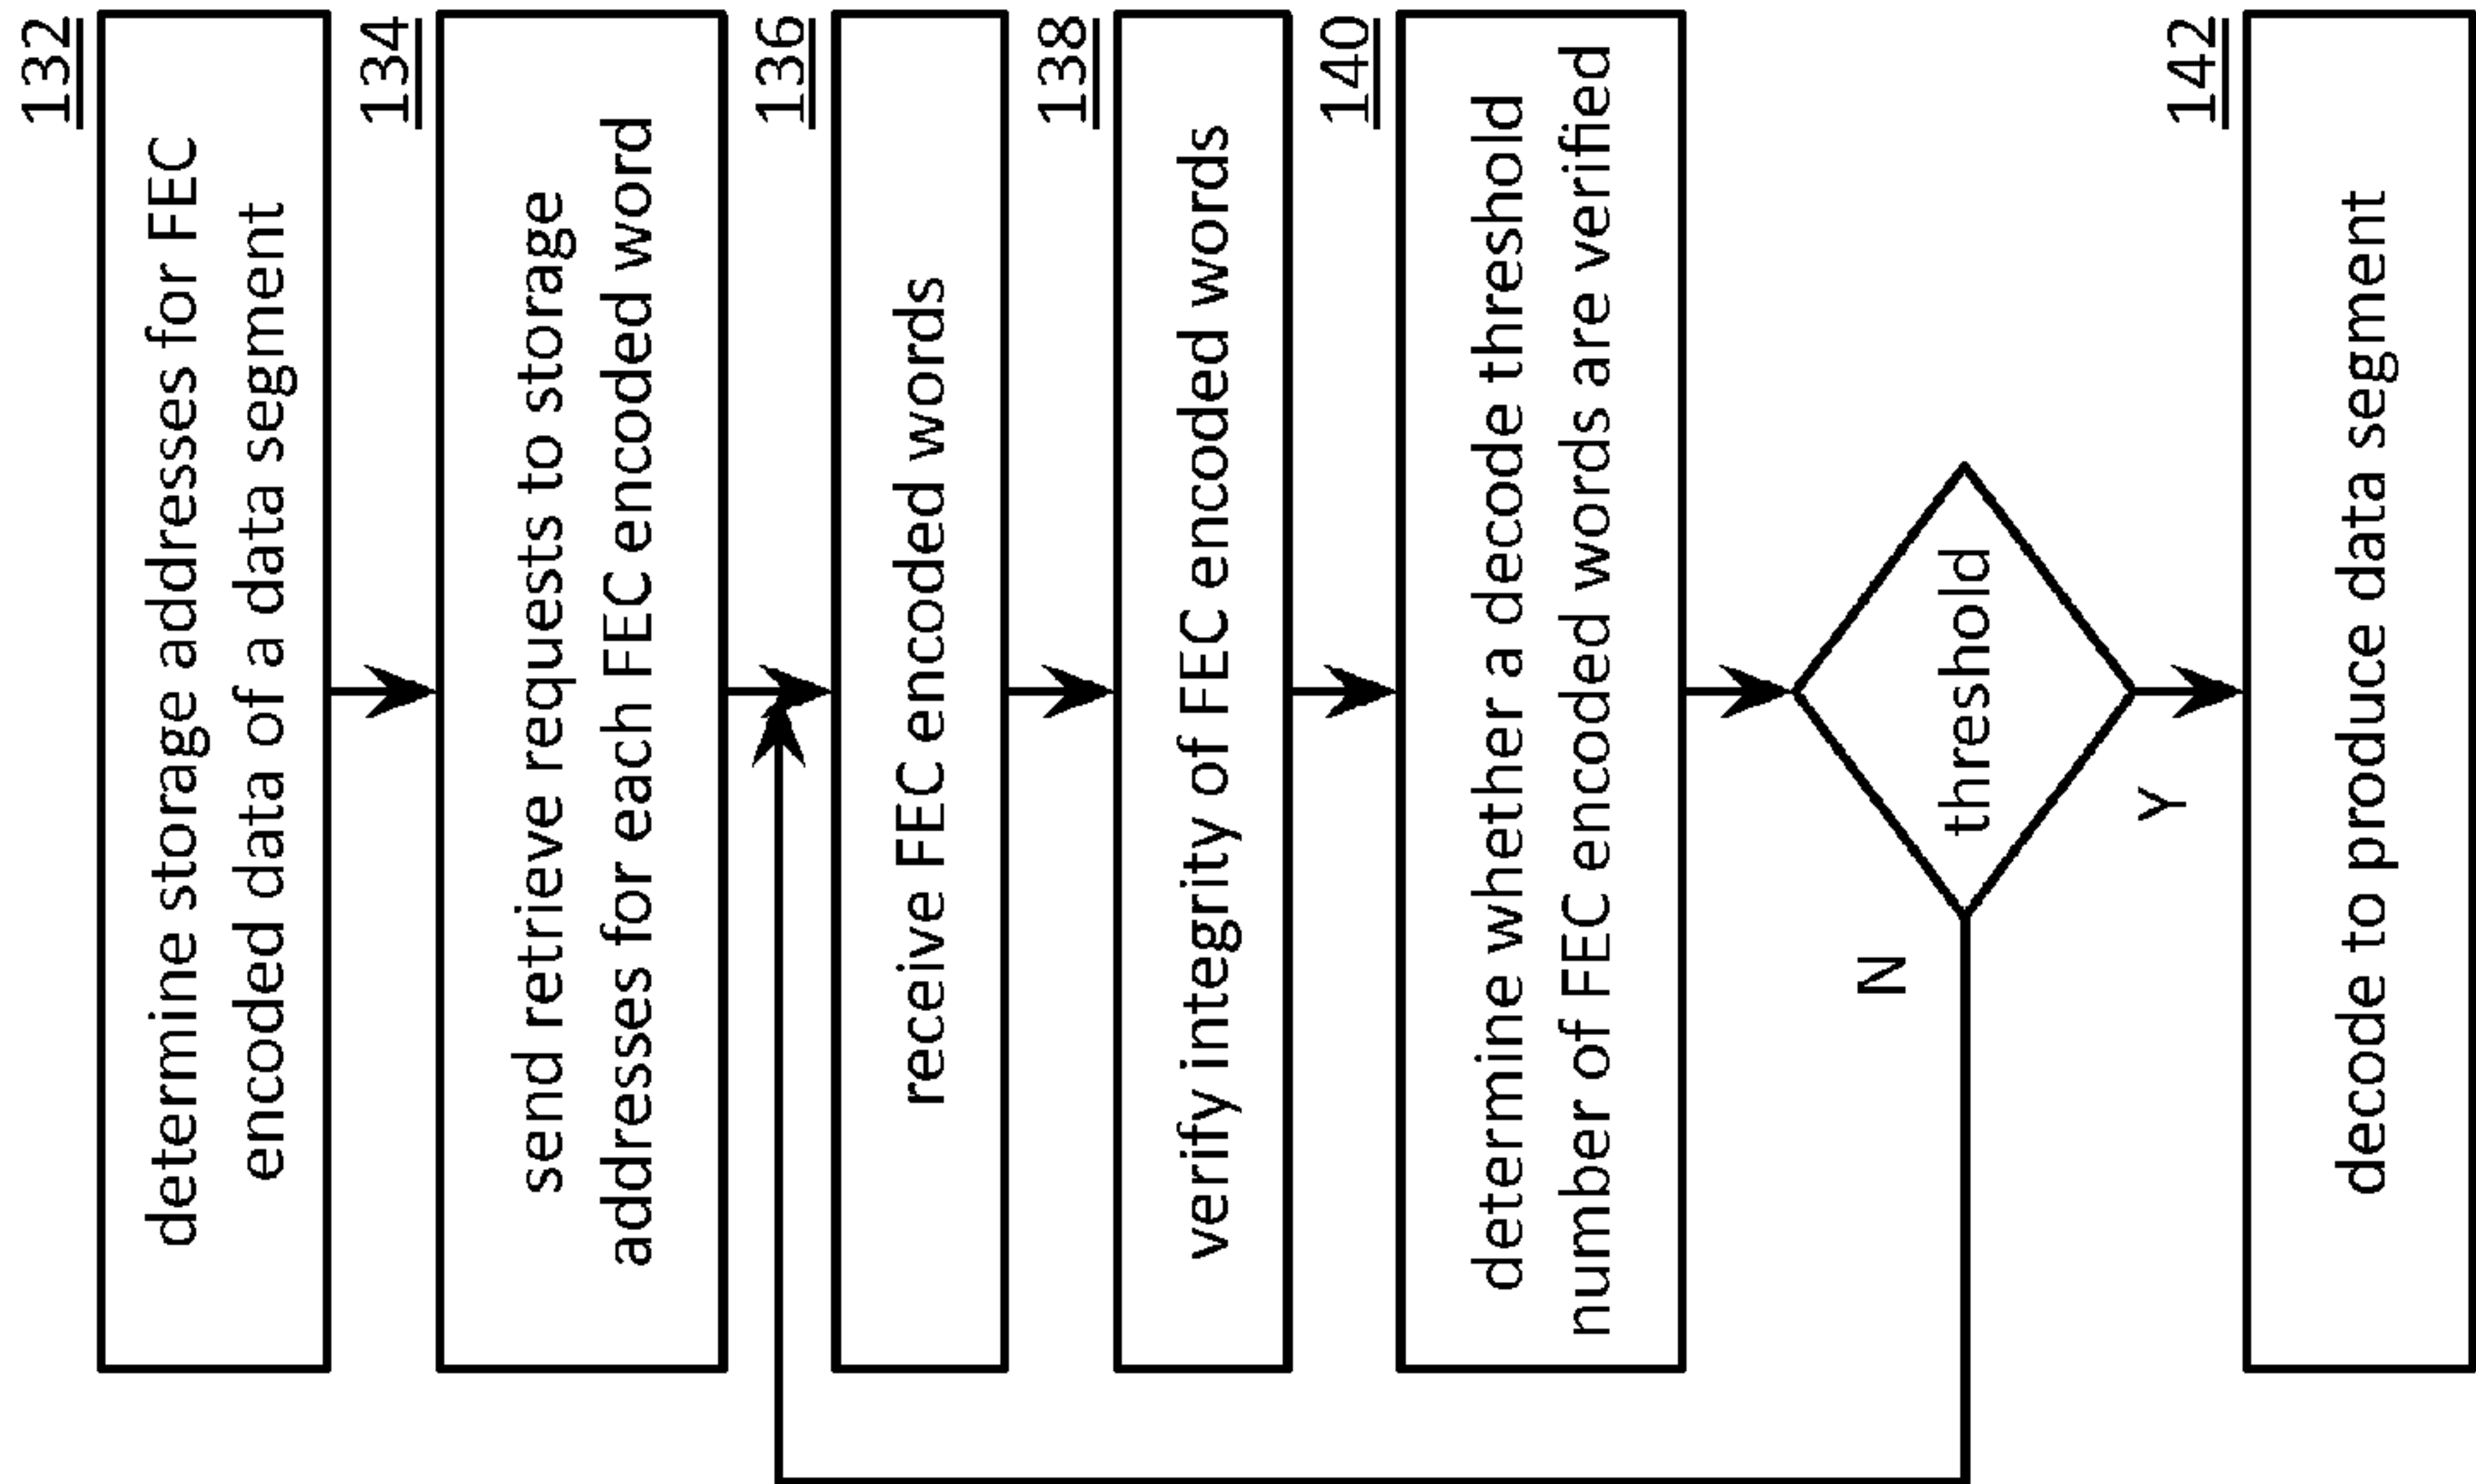 132
determine storage addresses for FEC
encoded data of a data segment
134
send retrieve requests to storage
addresses for each FEC encoded word
136
receive FEC encoded words
138
verify integrity of FEC encoded words
140
determine whether a decode threshold
number of FEC encoded words are verified
threshold
N
Y
142
decode to produce data segment